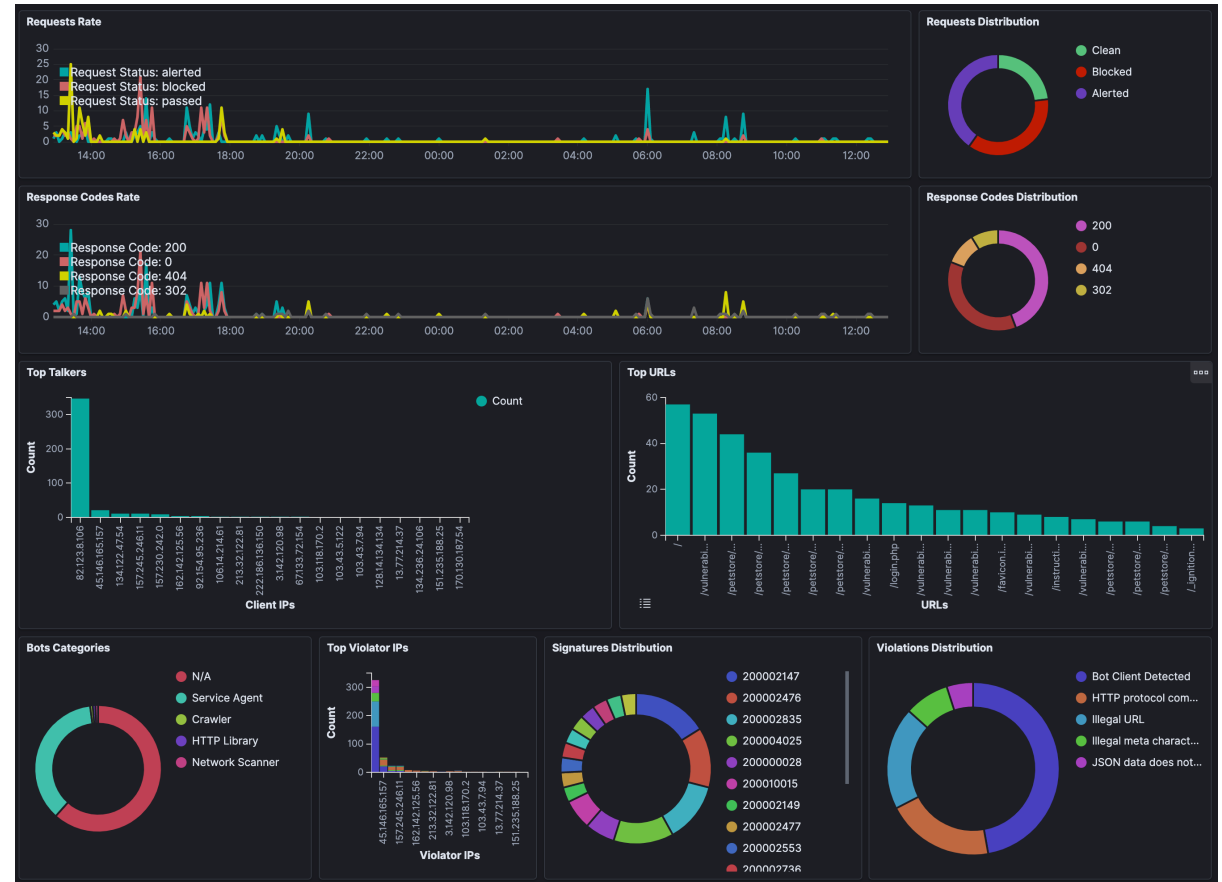 Requests Rate
30
25
20
15
10
5
0
Request Status: alerted
Request Status: blocked
Request Status: passed
14:00 16:00 18:00 20:00 22:00 00:00 02:00 04:00 06:00 08:00 10:00 12:00
Requests Distribution
Clean
Blocked
Alerted
Response Codes Rate
30
20
10
0
Response Code: 200
Response Code: 0
Response Code: 404
Response Code: 302
14:00 16:00 18:00 20:00 22:00 00:00 02:00 04:00 06:00 08:00 10:00 12:00
Response Codes Distribution
200
0
404
302
Top Talkers
Count
300
200
100
0
Count
82.123.8.106
45.146.165.157
134.122.47.54
157.245.246.11
157.230.242.0
162.142.125.56
92.154.95.236
106.14.214.61
213.32.122.81
222.186.136.150
3.142.120.98
67.133.72.154
103.118.170.2
103.43.5.122
103.43.7.94
128.14.134.134
13.77.214.37
134.236.24.106
151.235.188.25
170.130.187.54
Client IPs
Top URLs
60
40
20
0
Count
/
/vulnerabi...
/petstore/...
/petstore/...
/petstore/...
/petstore/...
/petstore/...
/vulnerabi...
/login.php
/vulnerabi...
/vulnerabi...
/vulnerabi...
/favicon.i...
/vulnerabi...
/instructi...
/vulnerabi...
/petstore/...
/petstore/...
/petstore/...
/_ignition...
URLs
Bots Categories
N/A
Service Agent
Crawler
HTTP Library
Network Scanner
Top Violator IPs
300
200
100
0
Count
45.146.165.157
157.245.246.11
162.142.125.56
213.32.122.81
3.142.120.98
103.118.170.2
103.43.7.94
13.77.214.37
151.235.188.25
Violator IPs
Signatures Distribution
200002147
200002476
200002835
200004025
200000028
200010015
200002149
200002477
200002553
200002736
Violations Distribution
Bot Client Detected
HTTP protocol com...
Illegal URL
Illegal meta charact...
JSON data does not...